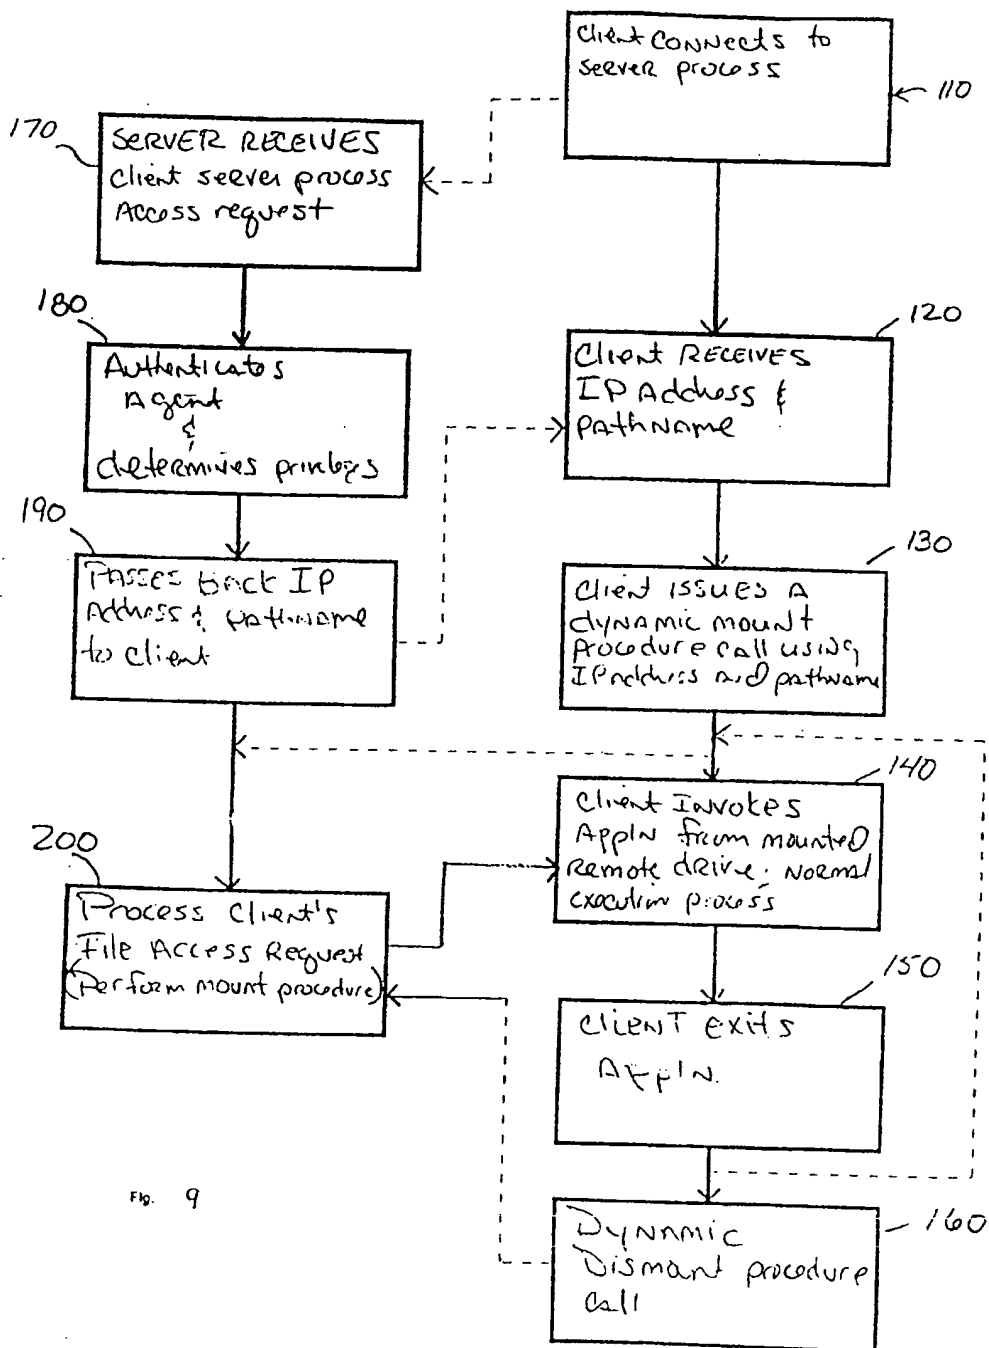 Client CONNECTS to
server process
110
170
SERVER RECEIVES
Client server process
Access request
180
Authenticates
Agent
&
determines privileges
120
Client RECEIVES
IP Address &
PATHNAME
190
PASSES BACK IP
Address & PATHNAME
to Client
130
Client ISSUES A
dynamic mount
procedure call using
IP address and pathname
140
Client Invokes
AppIN from mounted
Remote drive: Normal
execution process
200
Process Client's
File Access Request
(Perform mount procedure)
150
CLIENT exits
AppIN.
160
Dynamic
Dismant procedure
call
Fig. 9